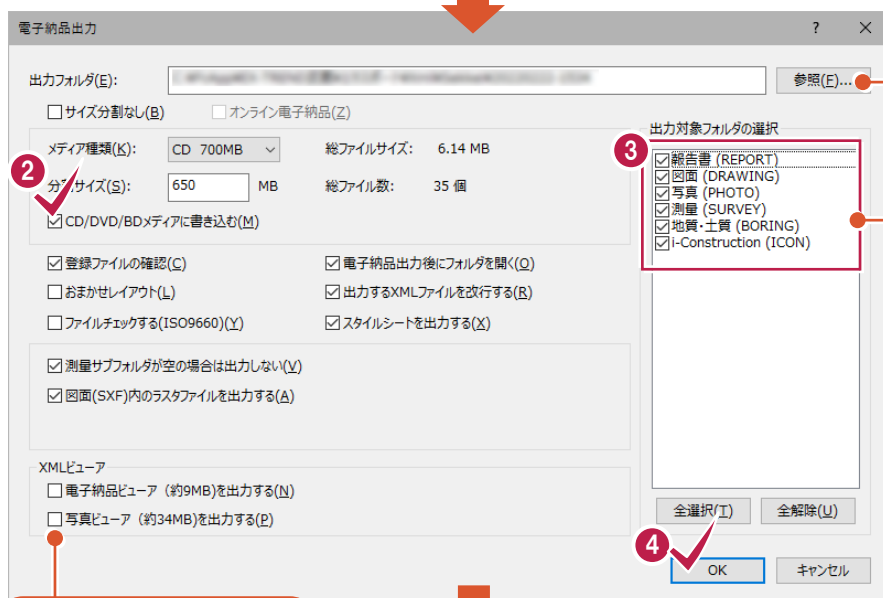 電子納品出力 ? ×
出力フォルダ(E): 参照(F)...
サイズ分割なし(B) オンライン電子納品(Z)
メディア種類(K): CD 700MB 総ファイルサイズ: 6.14 MB
2
分割サイズ(S): 650 MB 総ファイル数: 35 個
CD/DVD/BDメディアに書き込む(M)
登録ファイルの確認(C) 電子納品出力後にフォルダを開く(O)
おまかせレイアウト(L) 出力するXMLファイルを改行する(R)
ファイルチェックする(ISO9660)(Y) スタイルシートを出力する(X)
測量サブフォルダが空の場合は出力しない(V)
図面(SXF)内のラスタファイルを出力する(A)
XMLビューア
電子納品ビューア (約9MB)を出力する(N)
写真ビューア (約34MB)を出力する(P)
出力対象フォルダの選択
3
報告書 (REPORT)
図面 (DRAWING)
写真 (PHOTO)
測量 (SURVEY)
地質・土質 (BORING)
i-Construction (ICON)
全選択(T) 全解除(U)
4
OK キャンセル